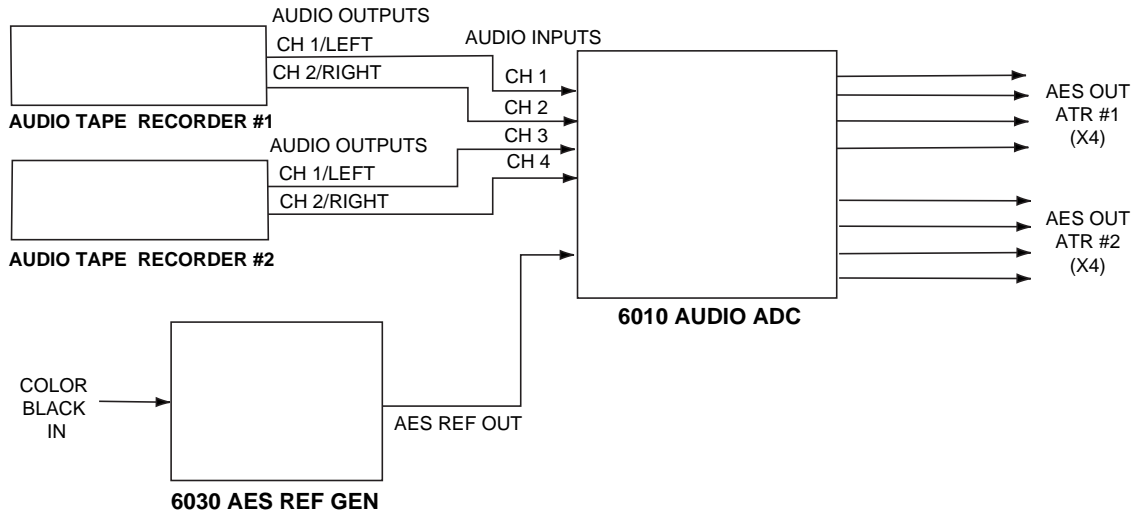 AUDIO OUTPUTS
CH 1/LEFT
CH 2/RIGHT
AUDIO TAPE RECORDER #1
AUDIO OUTPUTS
CH 1/LEFT
CH 2/RIGHT
AUDIO TAPE RECORDER #2
AUDIO INPUTS
CH 1
CH 2
CH 3
CH 4
6010 AUDIO ADC
AES OUT
ATR #1
(X4)
AES OUT
ATR #2
(X4)
COLOR
BLACK
IN
AES REF OUT
6030 AES REF GEN